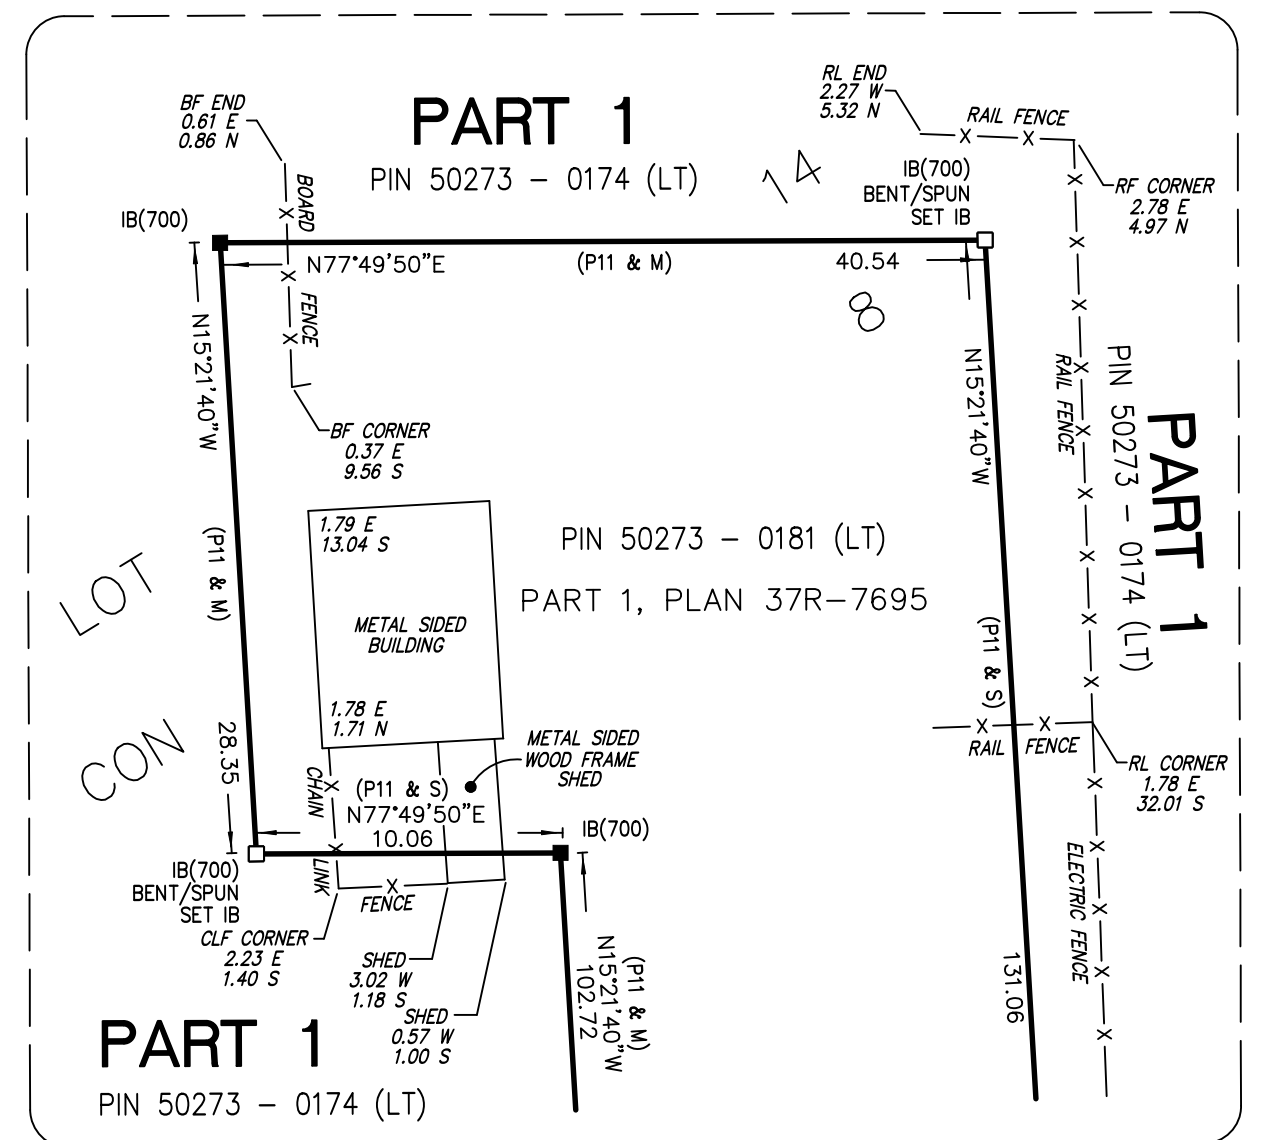 RL END
2.27 W
5.32 N
BF END
0.61 E
0.86 N
PART 1
RAIL FENCE
PIN 50273 - 0174 (LT)
14
IB(700)
BENT/SPUN
SET IB
RF CORNER
2.78 E
4.97 N
BOARD
IB(700)
N77°49'50"E
(P11 & M)
40.54
FENCE
8
N15°21'40"W
N15°21'40"W
RAIL FENCE
PIN 50273 - 0174 (LT)
PART 1
BF CORNER
0.37 E
9.56 S
1.79 E
13.04 S
PIN 50273 - 0181 (LT)
PART 1, PLAN 37R-7695
(P11 & M)
LOT
METAL SIDED
BUILDING
(P11 & S)
1.78 E
1.71 N
CON
28.35
METAL SIDED
WOOD FRAME
SHED
RAIL FENCE
RL CORNER
1.78 E
32.01 S
CHAIN
(P11 & S)
N77°49'50"E
10.06
IB(700)
IB(700)
BENT/SPUN
SET IB
LINK
FENCE
ELECTRIC FENCE
CLF CORNER
2.23 E
1.40 S
SHED
3.02 W
1.18 S
(P11 & M)
N15°21'40"W
102.72
131.06
SHED
0.57 W
1.00 S
PART 1
PIN 50273 - 0174 (LT)